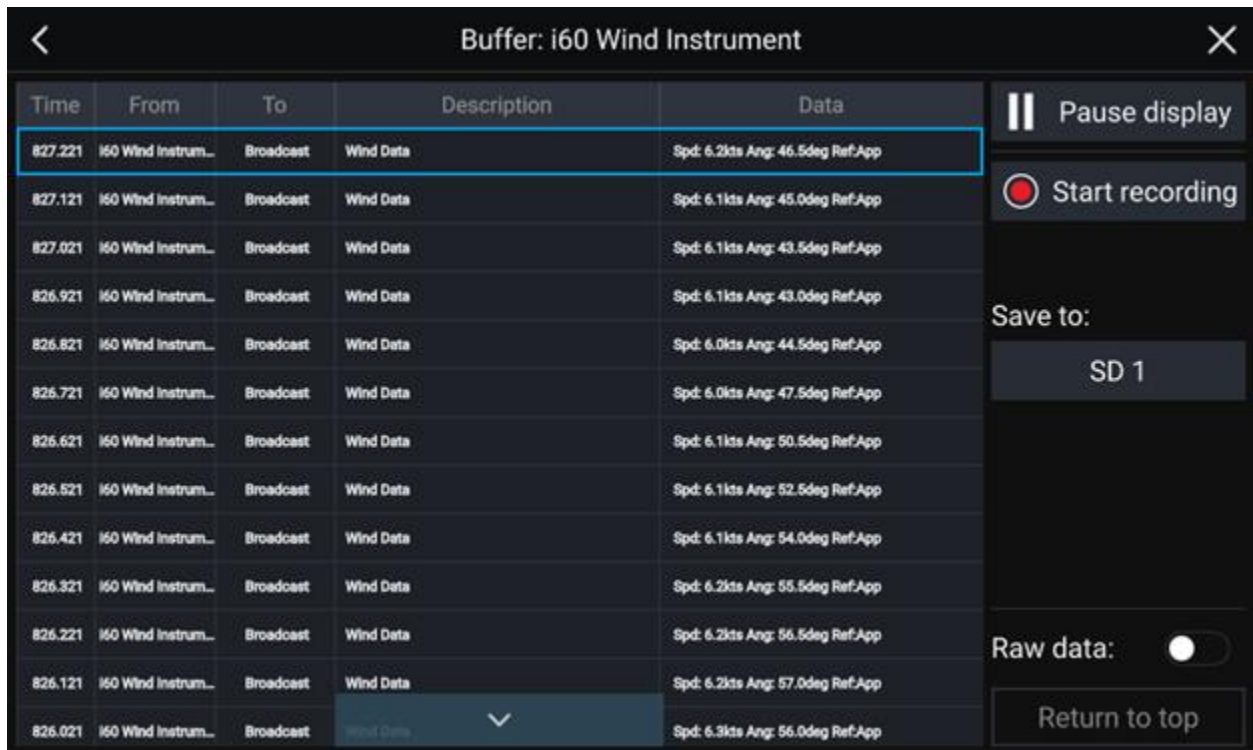 Buffer: i60 Wind Instrument
Time From To Description Data
827.221 i60 Wind Instrum... Broadcast Wind Data Spd: 6.2kts Ang: 46.5deg Ref:App
827.121 i60 Wind Instrum... Broadcast Wind Data Spd: 6.1kts Ang: 45.0deg Ref:App
827.021 i60 Wind Instrum... Broadcast Wind Data Spd: 6.1kts Ang: 43.5deg Ref:App
826.921 i60 Wind Instrum... Broadcast Wind Data Spd: 6.1kts Ang: 43.0deg Ref:App
826.821 i60 Wind Instrum... Broadcast Wind Data Spd: 6.0kts Ang: 44.5deg Ref:App
826.721 i60 Wind Instrum... Broadcast Wind Data Spd: 6.0kts Ang: 47.5deg Ref:App
826.621 i60 Wind Instrum... Broadcast Wind Data Spd: 6.1kts Ang: 50.5deg Ref:App
826.521 i60 Wind Instrum... Broadcast Wind Data Spd: 6.1kts Ang: 52.5deg Ref:App
826.421 i60 Wind Instrum... Broadcast Wind Data Spd: 6.1kts Ang: 54.0deg Ref:App
826.321 i60 Wind Instrum... Broadcast Wind Data Spd: 6.2kts Ang: 55.5deg Ref:App
826.221 i60 Wind Instrum... Broadcast Wind Data Spd: 6.2kts Ang: 56.5deg Ref:App
826.121 i60 Wind Instrum... Broadcast Wind Data Spd: 6.2kts Ang: 57.0deg Ref:App
826.021 i60 Wind Instrum... Broadcast Wind Data Spd: 6.3kts Ang: 56.0deg Ref:App
Pause display
Start recording
Save to:
SD 1
Raw data:
Return to top